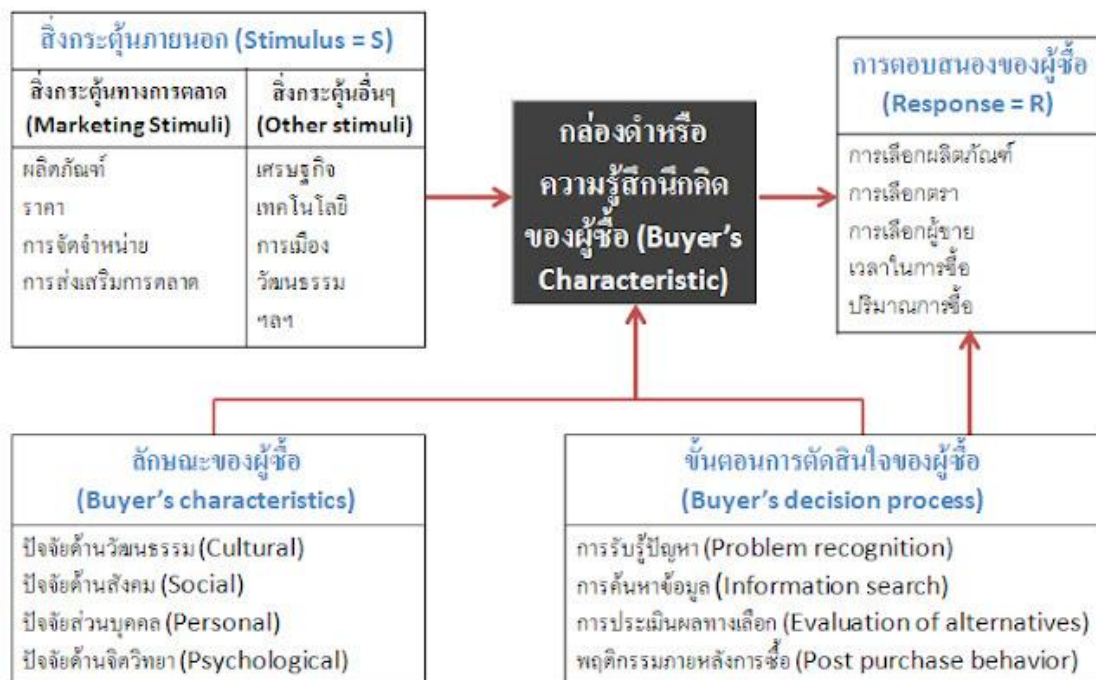 สิ่งกระตุ้นภายนอก (Stimulus = S)
สิ่งกระตุ้นทางการตลาด
(Marketing Stimuli)
ผลิตภัณฑ์
ราคา
การจัดจำหน่าย
การส่งเสริมการตลาด
สิ่งกระตุ้นอื่นๆ
(Other stimuli)
เศรษฐกิจ
เทคโนโลยี
การเมือง
วัฒนธรรม
ฯลฯ
กล่องดำหรือ
ความรู้สึกนึกคิด
ของผู้ซื้อ (Buyer’s
Characteristic)
การตอบสนองของผู้ซื้อ
(Response = R)
การเลือกผลิตภัณฑ์
การเลือกตรา
การเลือกผู้ขาย
เวลาในการซื้อ
ปริมาณการซื้อ
ลักษณะของผู้ซื้อ
(Buyer’s characteristics)
ปัจจัยด้านวัฒนธรรม (Cultural)
ปัจจัยด้านสังคม (Social)
ปัจจัยส่วนบุคคล (Personal)
ปัจจัยด้านจิตวิทยา (Psychological)
ขั้นตอนการตัดสินใจของผู้ซื้อ
(Buyer’s decision process)
การรับรู้ปัญหา (Problem recognition)
การค้นหาข้อมูล (Information search)
การประเมินผลทางเลือก (Evaluation of alternatives)
พฤติกรรมภายหลังการซื้อ (Post purchase behavior)